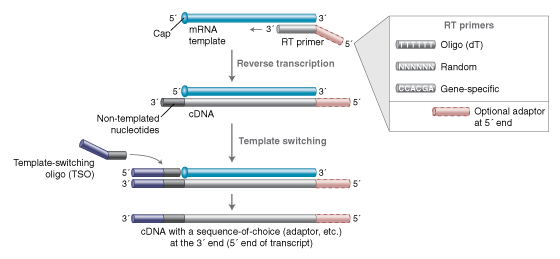 5´
3´
Cap
mRNA
template
3´
RT primer
5´
RT primers
TTTTTT
Oligo (dT)
NNNNNN
Random
CCACGA
Gene-specific
Optional adaptor
at 5´ end
Reverse transcription
5´
3´
3´
5´
cDNA
Non-templated
nucleotides
Template switching
Template-switching
oligo (TSO)
5´
3´
3´
5´
3´
5´
cDNA with a sequence-of-choice (adaptor, etc.)
at the 3´ end (5´ end of transcript)